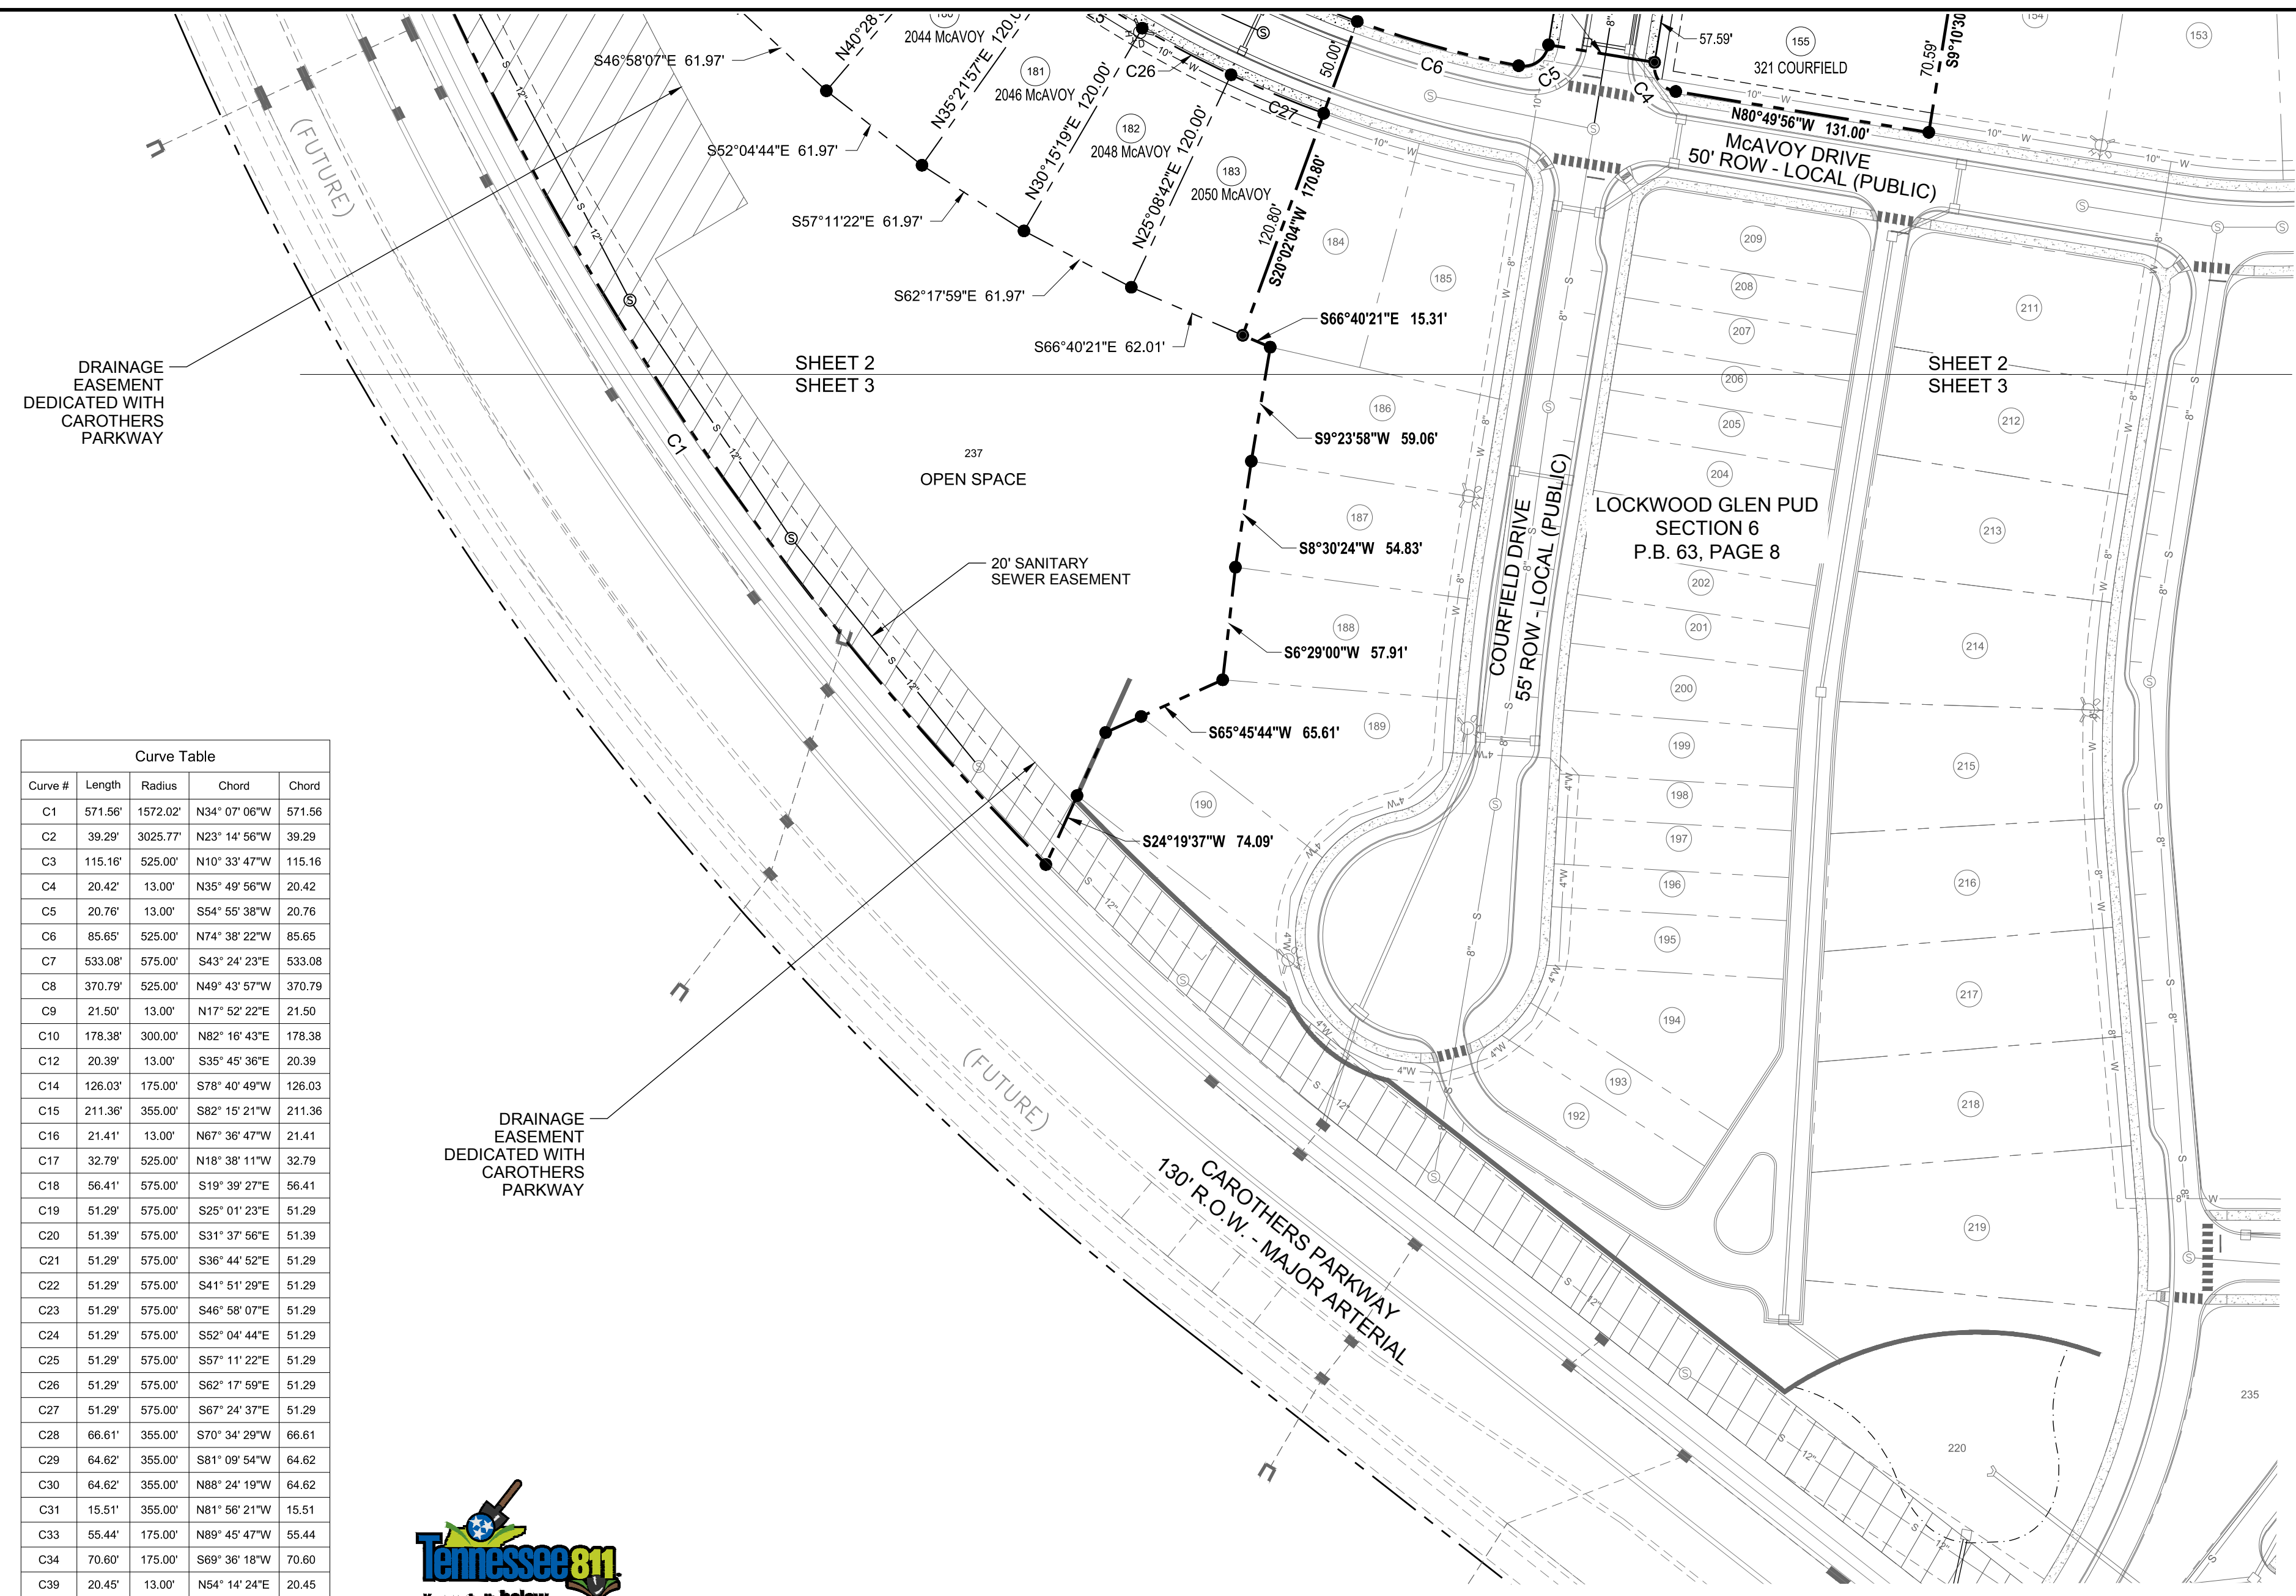 2044 McAVOY
S46°58'07"E 61.97'
N35°21'57"E 120.0
181
2046 McAVOY
C26
C27
50.00'
C6
C5
C4
57.59'
155
321 COURFIELD
70.59'
S9°10'30
154
153
N80°49'56"W 131.00'
McAVOY DRIVE
50' ROW - LOCAL (PUBLIC)
S52°04'44"E 61.97'
N30°15'19"E 120.00'
182
2048 McAVOY
S57°11'22"E 61.97'
N25°08'42"E 120.00'
183
2050 McAVOY
120.80'
S20°02'04"W 170.80'
184
185
S62°17'59"E 61.97'
S66°40'21"E 62.01'
S66°40'21"E 15.31'
(FUTURE)
DRAINAGE
EASEMENT
DEDICATED WITH
CAROTHERS
PARKWAY
SHEET 2
SHEET 3
SHEET 2
SHEET 3
C1
237
OPEN SPACE
20' SANITARY
SEWER EASEMENT
S9°23'58"W 59.06'
S8°30'24"W 54.83'
S6°29'00"W 57.91'
S65°45'44"W 65.61'
S24°19'37"W 74.09'
186
187
188
189
190
COURFIELD DRIVE
55' ROW - LOCAL (PUBLIC)
209
208
207
206
205
204
LOCKWOOD GLEN PUD
SECTION 6
P.B. 63, PAGE 8
202
201
200
199
198
197
196
195
194
193
192
211
212
213
214
215
216
217
218
219
220
235
(FUTURE)
CAROTHERS PARKWAY
130' R.O.W. - MAJOR ARTERIAL
DRAINAGE
EASEMENT
DEDICATED WITH
CAROTHERS
PARKWAY
Curve Table
Curve # Length Radius Chord Chord
C1 571.56' 1572.02' N34° 07' 06"W 571.56
C2 39.29' 3025.77' N23° 14' 56"W 39.29
C3 115.16' 525.00' N10° 33' 47"W 115.16
C4 20.42' 13.00' N35° 49' 56"W 20.42
C5 20.76' 13.00' S54° 55' 38"W 20.76
C6 85.65' 525.00' N74° 38' 22"W 85.65
C7 533.08' 575.00' S43° 24' 23"E 533.08
C8 370.79' 525.00' N49° 43' 57"W 370.79
C9 21.50' 13.00' N17° 52' 22"E 21.50
C10 178.38' 300.00' N82° 16' 43"E 178.38
C12 20.39' 13.00' S35° 45' 36"E 20.39
C14 126.03' 175.00' S78° 40' 49"W 126.03
C15 211.36' 355.00' S82° 15' 21"W 211.36
C16 21.41' 13.00' N67° 36' 47"W 21.41
C17 32.79' 525.00' N18° 38' 11"W 32.79
C18 56.41' 575.00' S19° 39' 27"E 56.41
C19 51.29' 575.00' S25° 01' 23"E 51.29
C20 51.39' 575.00' S31° 37' 56"E 51.39
C21 51.29' 575.00' S36° 44' 52"E 51.29
C22 51.29' 575.00' S41° 51' 29"E 51.29
C23 51.29' 575.00' S46° 58' 07"E 51.29
C24 51.29' 575.00' S52° 04' 44"E 51.29
C25 51.29' 575.00' S57° 11' 22"E 51.29
C26 51.29' 575.00' S62° 17' 59"E 51.29
C27 51.29' 575.00' S67° 24' 37"E 51.29
C28 66.61' 355.00' S70° 34' 29"W 66.61
C29 64.62' 355.00' S81° 09' 54"W 64.62
C30 64.62' 355.00' N88° 24' 19"W 64.62
C31 15.51' 355.00' N81° 56' 21"W 15.51
C33 55.44' 175.00' N89° 45' 47"W 55.44
C34 70.60' 175.00' S69° 36' 18"W 70.60
C39 20.45' 13.00' N54° 14' 24"E 20.45
Tennessee 811